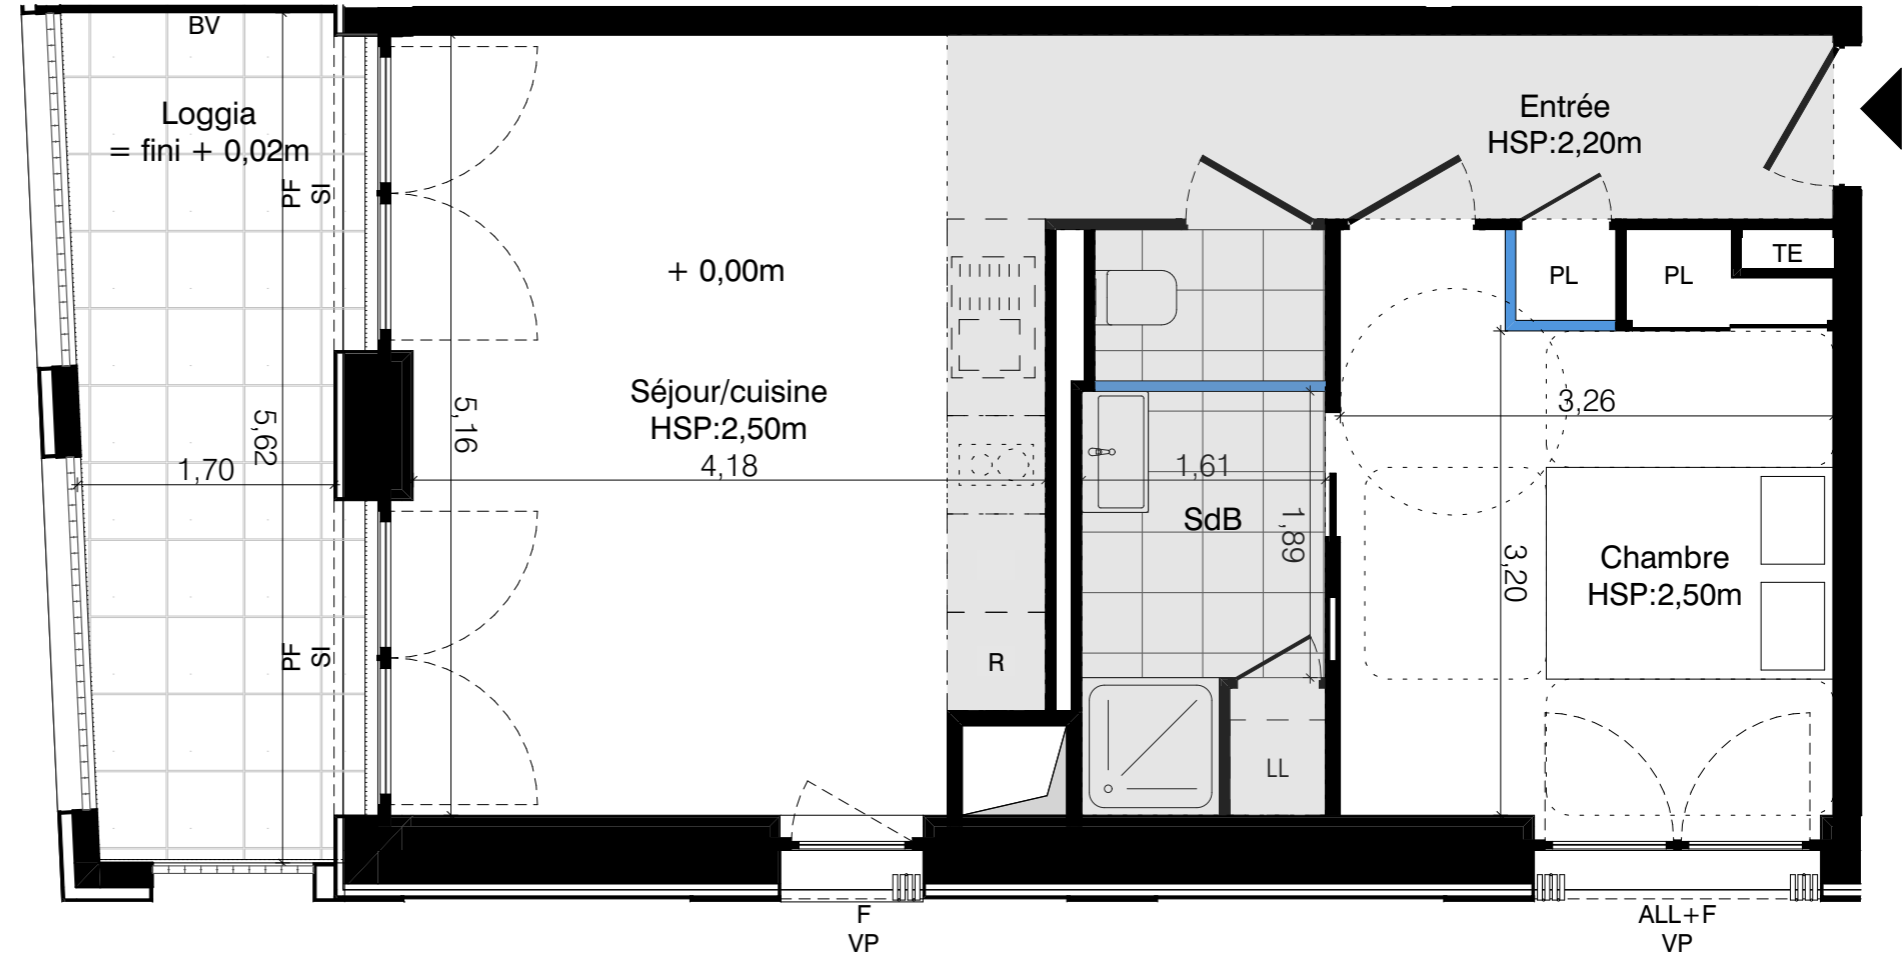 BV
Loggia
= fini + 0,02m
PF
IS
5,62
1,70
PF
IS
+ 0,00m
Séjour/cuisine
HSP:2,50m
5,16
4,18
R
Entrée
HSP:2,20m
PL
PL
TE
1,61
SdB
1,89
LL
3,26
3,20
Chambre
HSP:2,50m
F
VP
ALL+F
VP